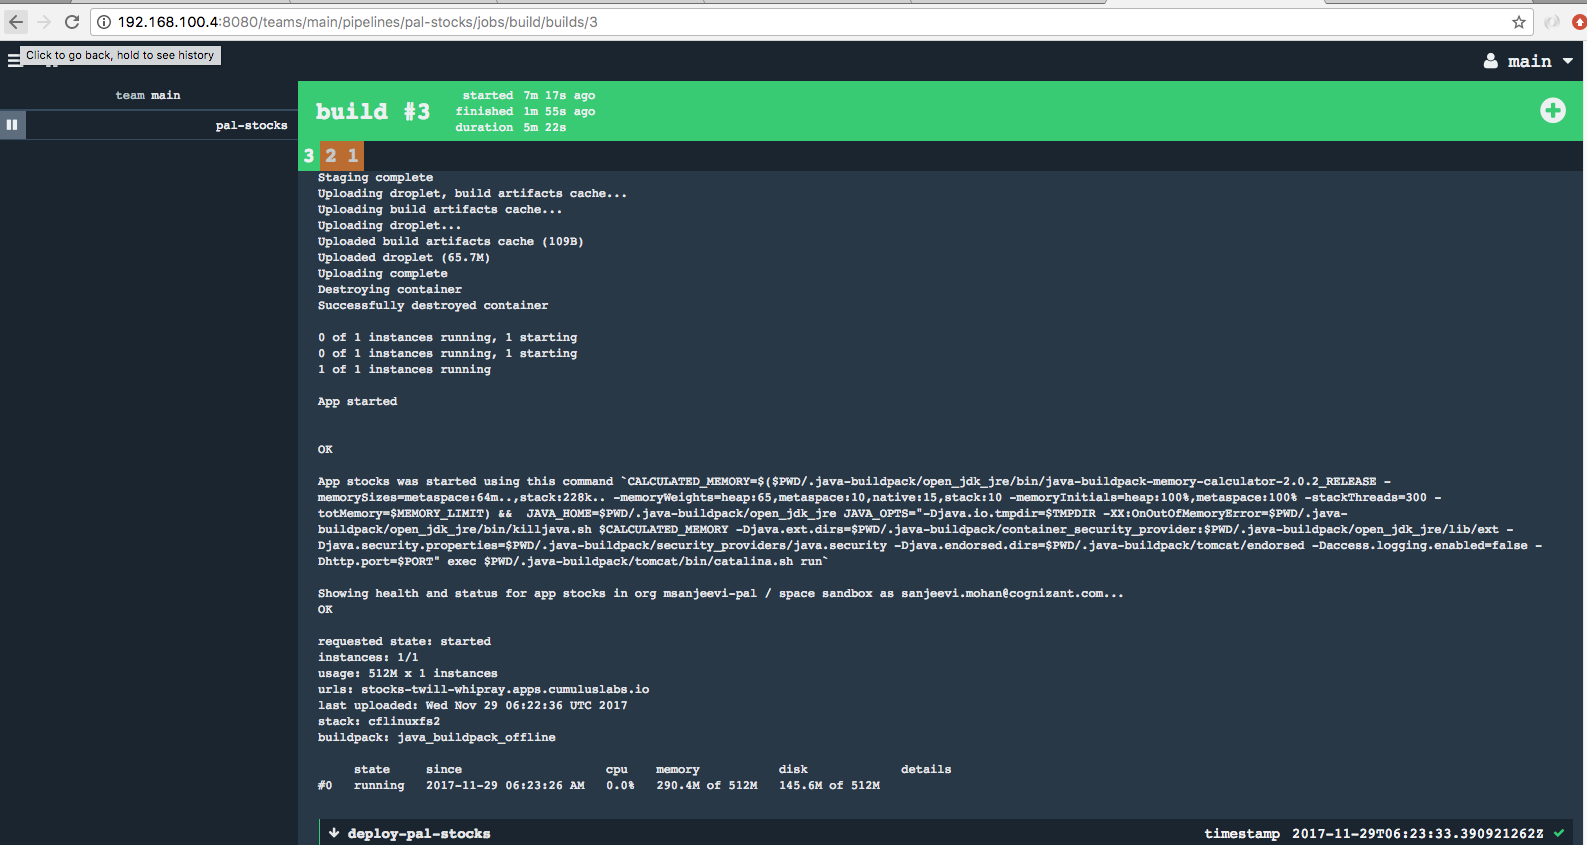 192.168.100.4:8080/teams/main/pipelines/pal-stocks/jobs/build/builds/3
Click to go back, hold to see history
main
team main
pal-stocks
build #3
started 7m 17s ago
finished 1m 55s ago
duration 5m 22s
3 2 1
Staging complete
Uploading droplet, build artifacts cache...
Uploading build artifacts cache...
Uploading droplet...
Uploaded build artifacts cache (109B)
Uploaded droplet (65.7M)
Uploading complete
Destroying container
Successfully destroyed container
0 of 1 instances running, 1 starting
0 of 1 instances running, 1 starting
1 of 1 instances running
App started
OK
App stocks was started using this command `CALCULATED_MEMORY=$($PWD/.java-buildpack/open_jdk_jre/bin/java-buildpack-memory-calculator-2.0.2_RELEASE -
memorySizes=metaspace:64m..,stack:228k.. -memoryWeights=heap:65,metaspace:10,native:15,stack:10 -memoryInitials=heap:100%,metaspace:100% -stackThreads=300 -
totMemory=$MEMORY_LIMIT) && JAVA_HOME=$PWD/.java-buildpack/open_jdk_jre JAVA_OPTS="-Djava.io.tmpdir=$TMPDIR -XX:OnOutOfMemoryError=$PWD/.java-
buildpack/open_jdk_jre/bin/killjava.sh $CALCULATED_MEMORY -Djava.ext.dirs=$PWD/.java-buildpack/container_security_provider:$PWD/.java-buildpack/open_jdk_jre/lib/ext -
Djava.security.properties=$PWD/.java-buildpack/security_providers/java.security -Djava.endorsed.dirs=$PWD/.java-buildpack/tomcat/endorsed -Daccess.logging.enabled=false -
Dhttp.port=$PORT" exec $PWD/.java-buildpack/tomcat/bin/catalina.sh run`
Showing health and status for app stocks in org msanjeevi-pal / space sandbox as sanjeevi.mohan@cognizant.com...
OK
requested state: started
instances: 1/1
usage: 512M x 1 instances
urls: stocks-twill-whipray.apps.cumuluslabs.io
last uploaded: Wed Nov 29 06:22:36 UTC 2017
stack: cflinuxfs2
buildpack: java_buildpack_offline
state since cpu memory disk details
#0 running 2017-11-29 06:23:26 AM 0.0% 290.4M of 512M 145.6M of 512M
deploy-pal-stocks timestamp 2017-11-29T06:23:33.390921262Z